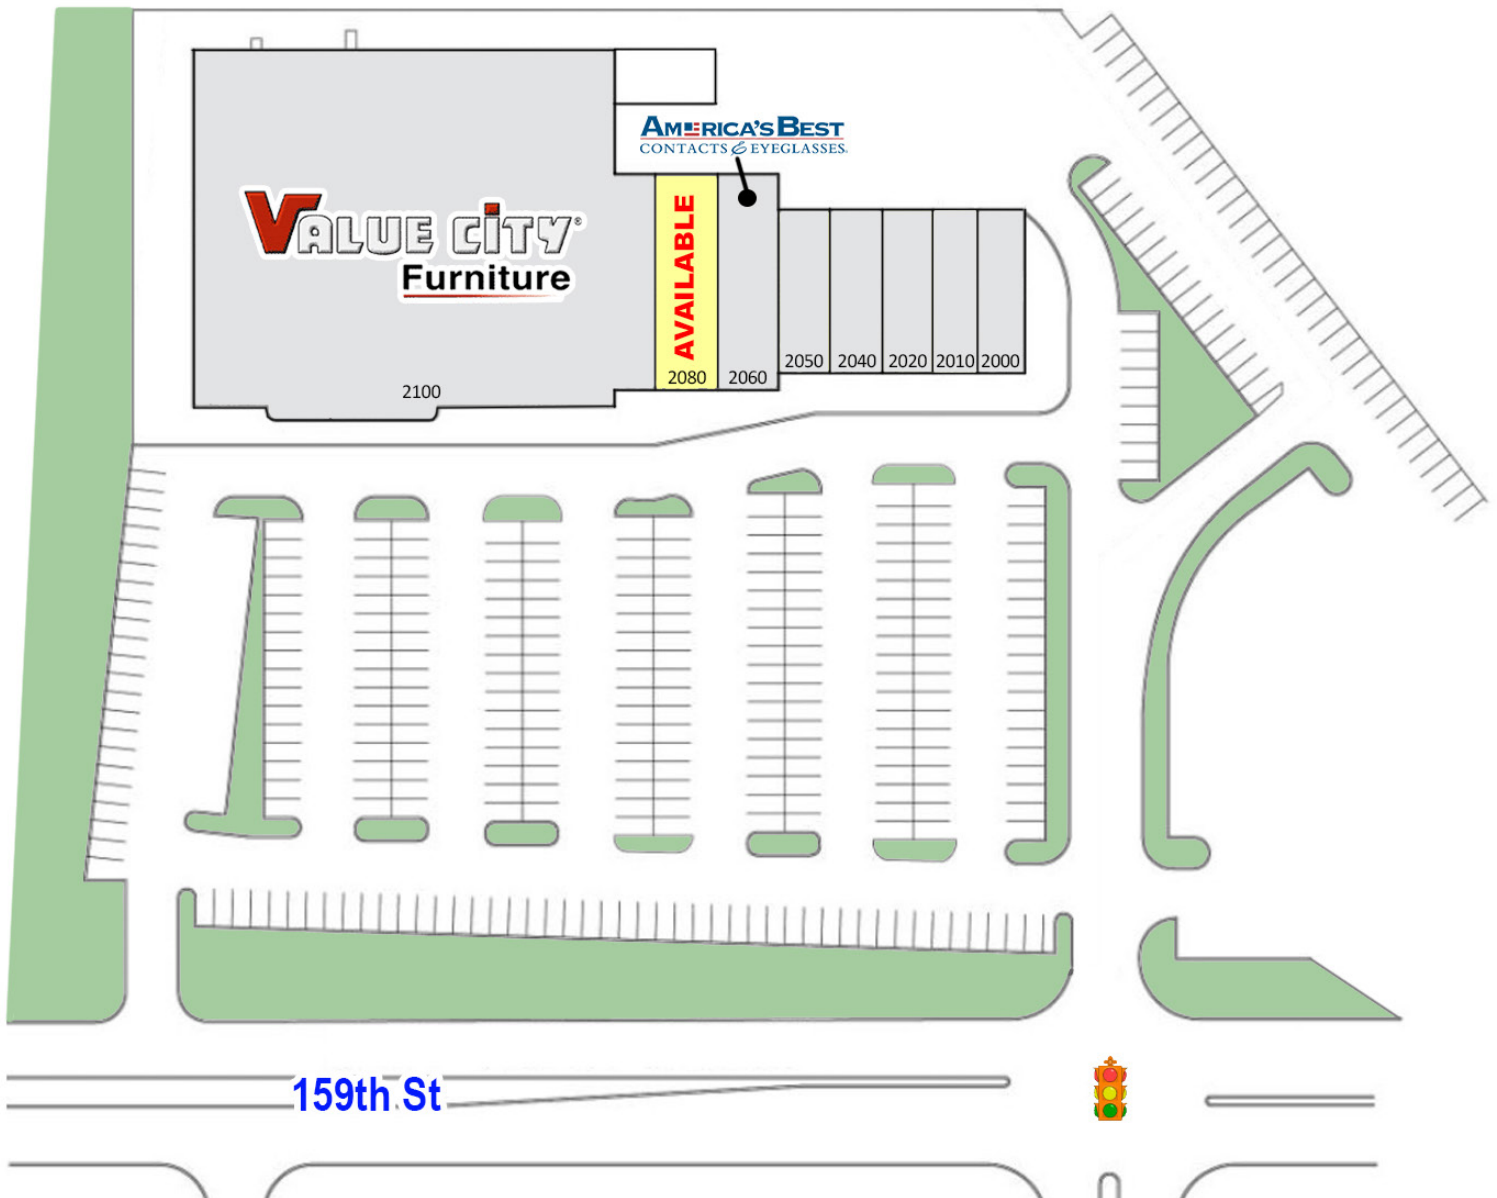 AMERICA'S BEST
CONTACTS & EYEGLASSES
VALUE CITY®
Furniture
AVAILABLE
2100
2080
2060
2050
2040
2020
2010
2000
159th St